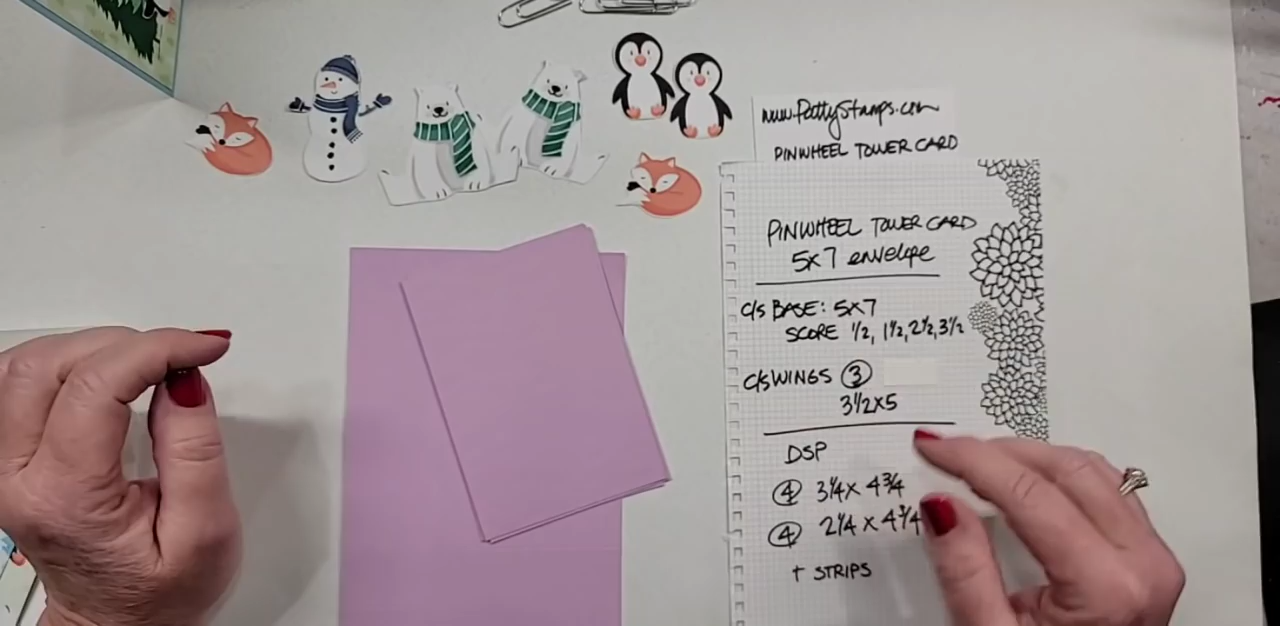 www.PattyStamps.com
PINWHEEL TOWER CARD
PINWHEEL TOWER CARD
5x7 envelope
C/S BASE: 5x7
SCORE 1/2, 1 1/2, 2 1/2, 3 1/2
C/S WINGS ③
3 1/2 x 5
DSP
④ 3 1/4 x 4 3/4
④ 2 1/4 x 4 3/4
+ STRIPS